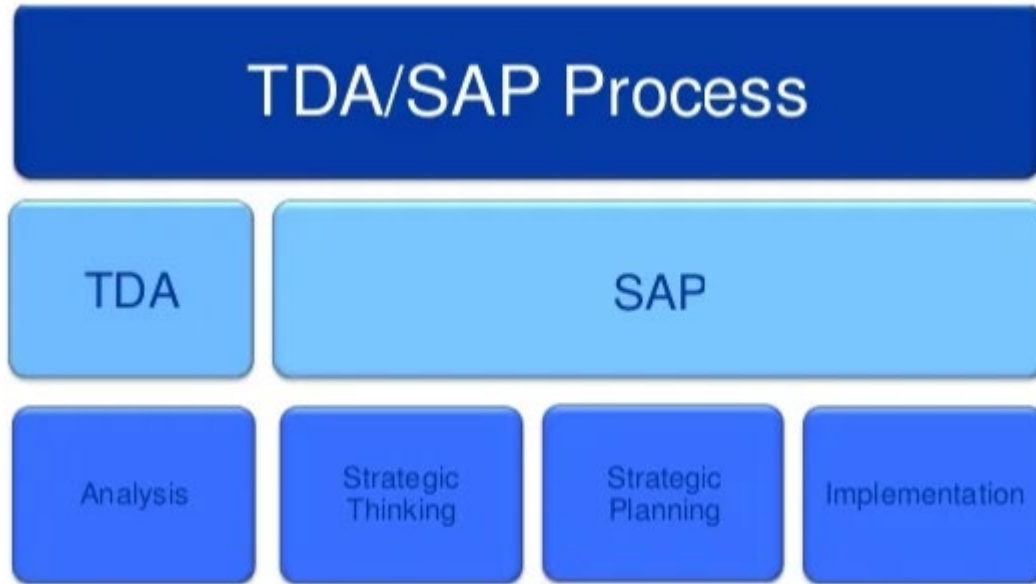 TDA/SAP Process
TDA
SAP
Analysis
Strategic
Thinking
Strategic
Planning
Implementation